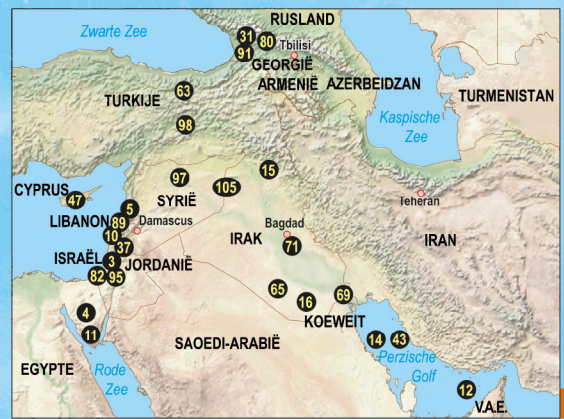 RUSLAND
Zwarte Zee
31
80
Tbilisi
91
GEORGIË
ARMENIË
AZERBEIDZAN
TURMENISTAN
63
TURKIJE
Kaspische
Zee
98
15
97
105
CYPRUS
47
SYRIË
Teheran
5
LIBANON
89
Damascus
10
Bagdad
IRAK
71
IRAN
37
ISRAËL
3
JORDANIË
82
95
65
16
69
KOEWEIT
4
11
SAOEDI-ARABIË
14
43
Perzische
Golf
EGYPTE
Rode
Zee
12
V.A.E.